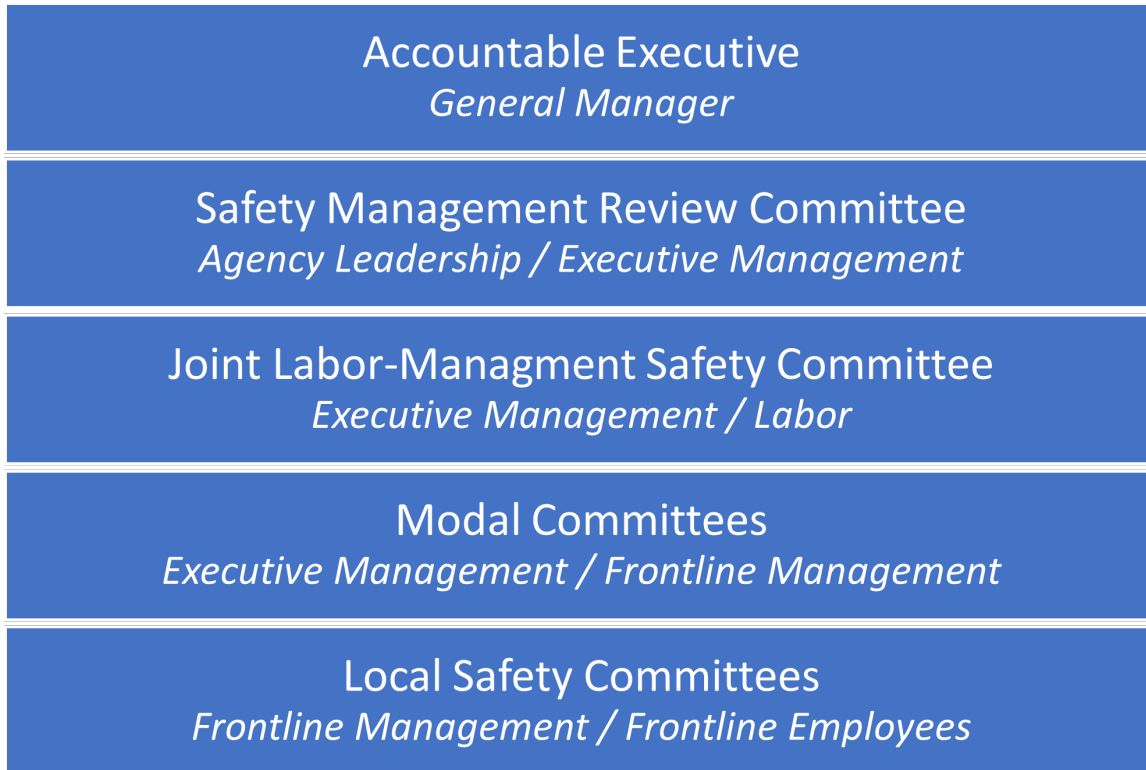 Accountable Executive
General Manager
Safety Management Review Committee
Agency Leadership / Executive Management
Joint Labor-Managment Safety Committee
Executive Management / Labor
Modal Committees
Executive Management / Frontline Management
Local Safety Committees
Frontline Management / Frontline Employees